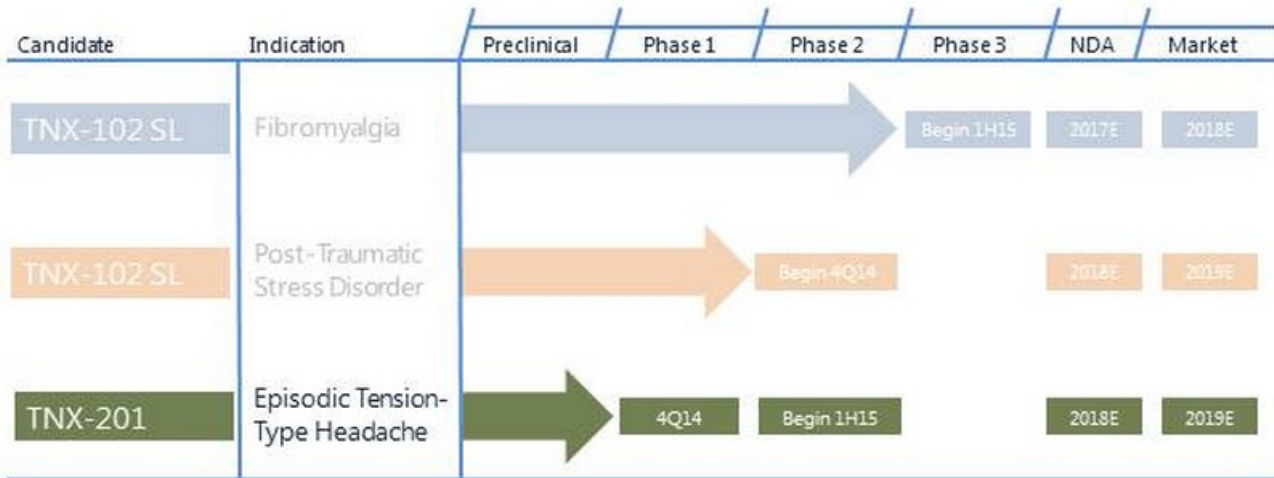 Candidate Indication Preclinical Phase 1 Phase 2 Phase 3 NDA Market
TNX-102 SL Fibromyalgia Begin 1H15 2017E 2018E
TNX-102 SL Post-Traumatic
Stress Disorder Begin 4Q14 2018E 2019E
TNX-201 Episodic Tension-
Type Headache 4Q14 Begin 1H15 2018E 2019E